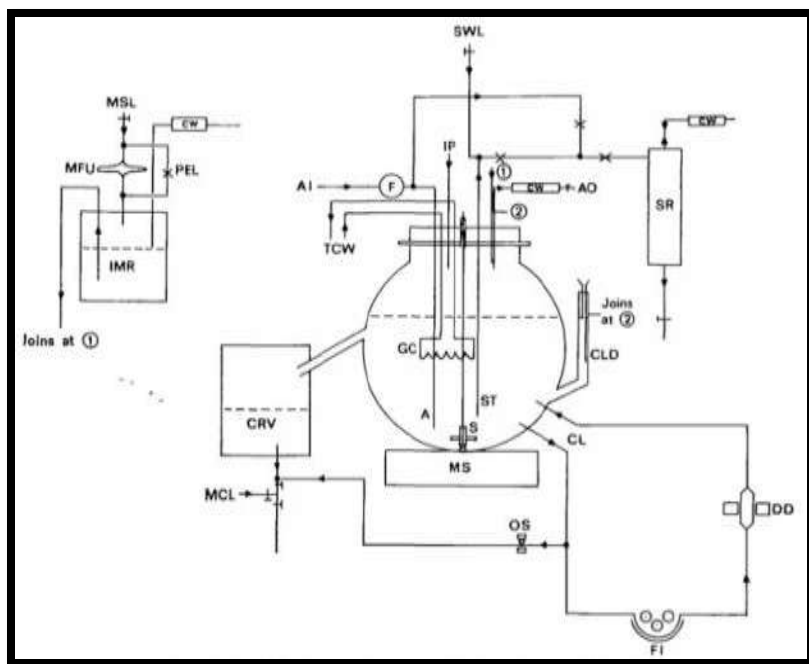 SWL
MSL
CW
CW
MFU
PEL
IP
①
AI
F
CW
AO
②
SR
TCW
IMR
Joins
at ②
Joins at ①
GC
CLD
A
ST
S
CRV
CL
MS
MCL
OS
DD
FI